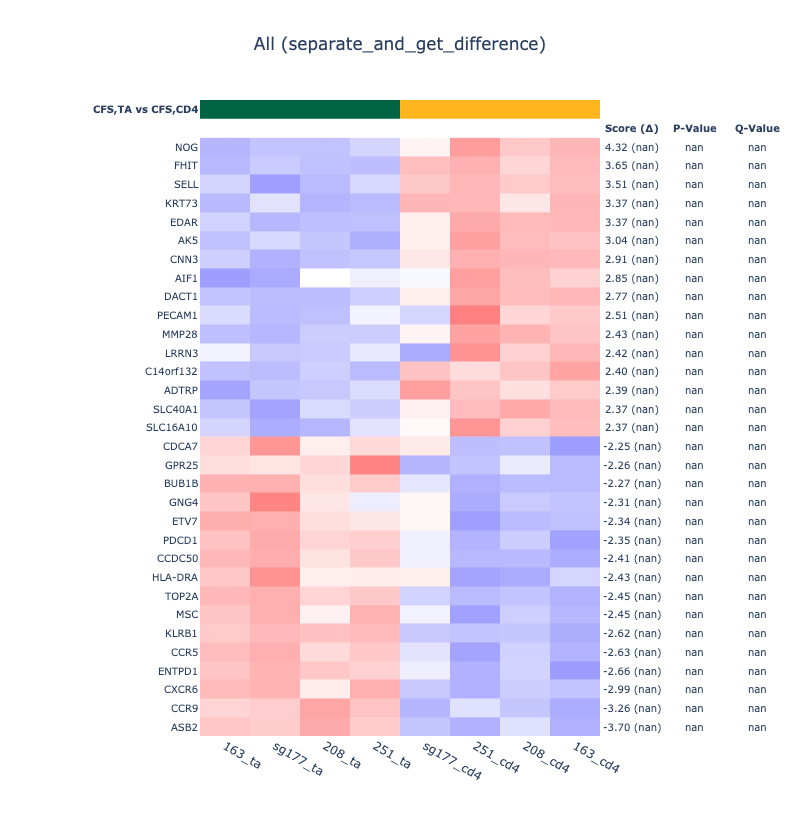 All (separate_and_get_difference)
CFS,TA vs CFS,CD4
Score (Δ) P-Value Q-Value
NOG 4.32 (nan) nan nan
FHIT 3.65 (nan) nan nan
SELL 3.51 (nan) nan nan
KRT73 3.37 (nan) nan nan
EDAR 3.37 (nan) nan nan
AK5 3.04 (nan) nan nan
CNN3 2.91 (nan) nan nan
AIF1 2.85 (nan) nan nan
DACT1 2.77 (nan) nan nan
PECAM1 2.51 (nan) nan nan
MMP28 2.43 (nan) nan nan
LRRN3 2.42 (nan) nan nan
C14orf132 2.40 (nan) nan nan
ADTRP 2.39 (nan) nan nan
SLC40A1 2.37 (nan) nan nan
SLC16A10 2.37 (nan) nan nan
CDCA7 -2.25 (nan) nan nan
GPR25 -2.26 (nan) nan nan
BUB1B -2.27 (nan) nan nan
GNG4 -2.31 (nan) nan nan
ETV7 -2.34 (nan) nan nan
PDCD1 -2.35 (nan) nan nan
CCDC50 -2.41 (nan) nan nan
HLA-DRA -2.43 (nan) nan nan
TOP2A -2.45 (nan) nan nan
MSC -2.45 (nan) nan nan
KLRB1 -2.62 (nan) nan nan
CCR5 -2.63 (nan) nan nan
ENTPD1 -2.66 (nan) nan nan
CXCR6 -2.99 (nan) nan nan
CCR9 -3.26 (nan) nan nan
ASB2 -3.70 (nan) nan nan
163_ta sg177_ta 208_ta 251_ta sg177_cd4 251_cd4 208_cd4 163_cd4